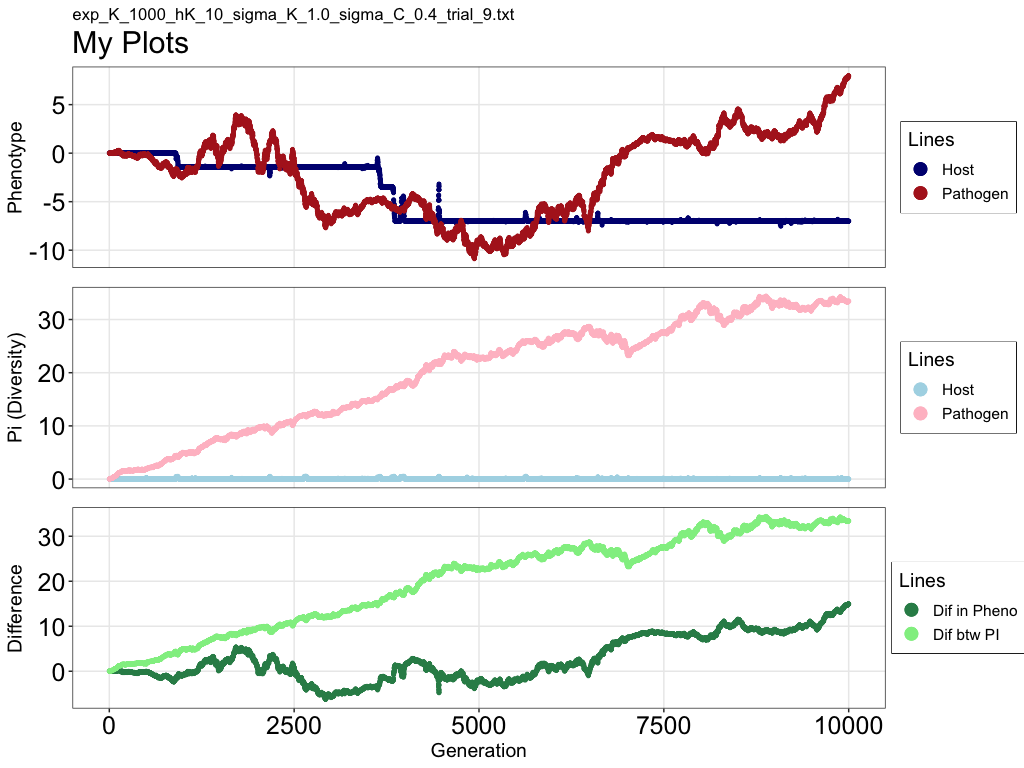 exp_K_1000_hK_10_sigma_K_1.0_sigma_C_0.4_trial_9.txt
My Plots
Phenotype
5
0
-5
-10
Lines
Host
Pathogen
Pi (Diversity)
30
20
10
0
Lines
Host
Pathogen
Difference
30
20
10
0
Lines
Dif in Pheno
Dif btw PI
0
2500
5000
7500
10000
Generation